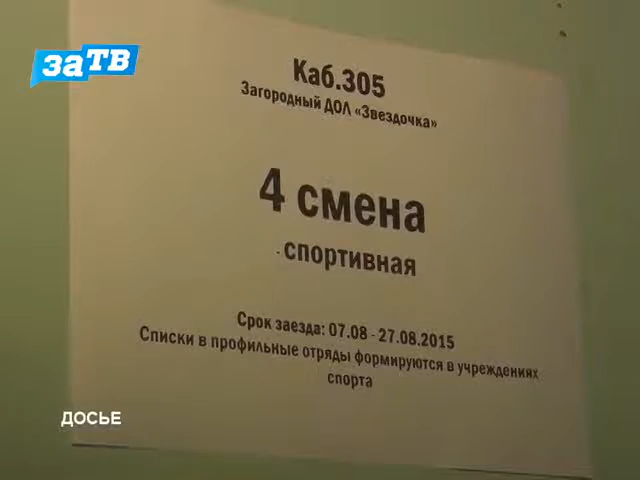 заТВ
Каб.305
Загородный ДОЛ «Звездочка»
4 смена
- спортивная
Срок заезда: 07.08 - 27.08.2015
Списки в профильные отряды формируются в учреждениях
спорта
ДОСЬЕ